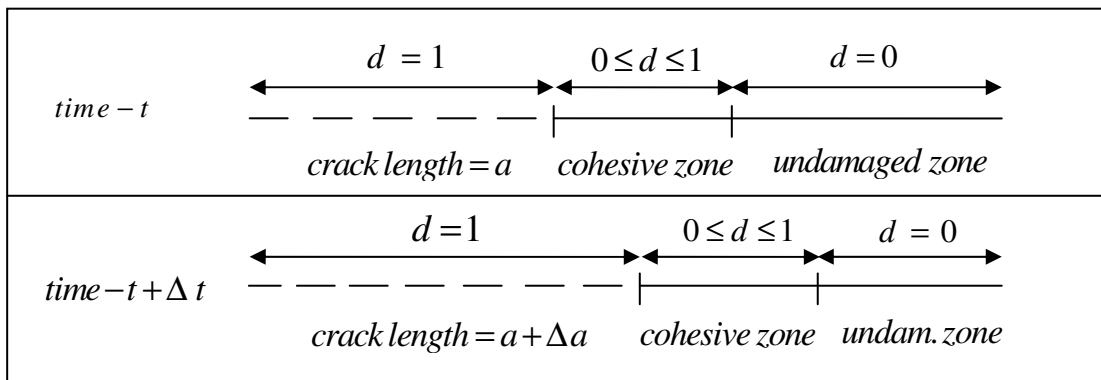 d = 1 0 ≤ d ≤ 1 d = 0
time − t
crack length = a cohesive zone undamaged zone
d = 1 0 ≤ d ≤ 1 d = 0
time − t + Δ t
crack length = a + Δa cohesive zone undam. zone